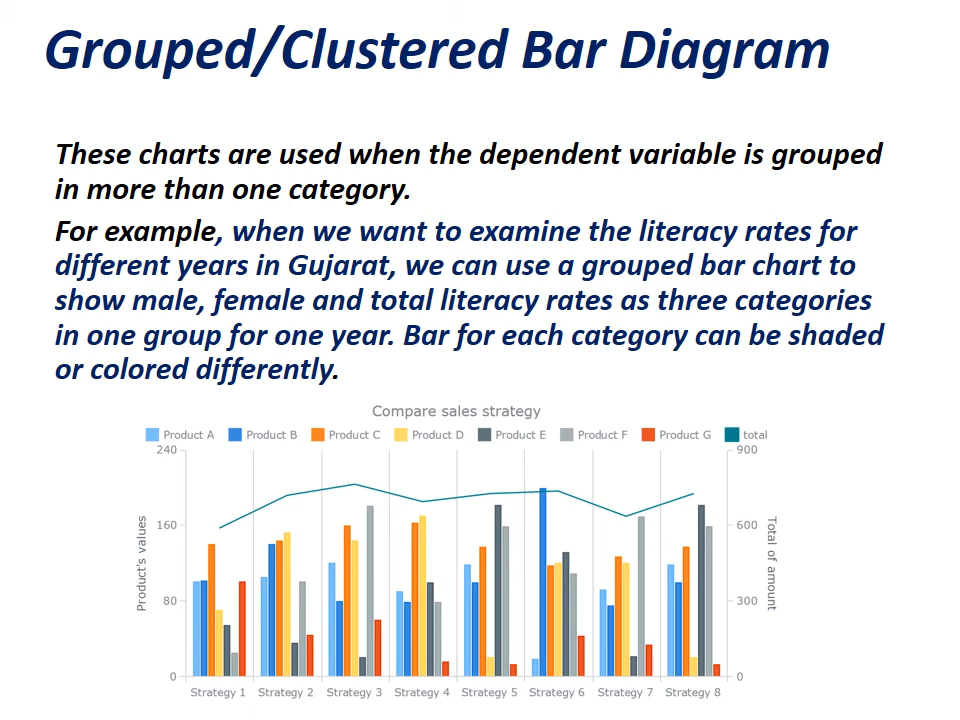 Grouped/Clustered Bar Diagram
These charts are used when the dependent variable is grouped
in more than one category.
For example, when we want to examine the literacy rates for
different years in Gujarat, we can use a grouped bar chart to
show male, female and total literacy rates as three categories
in one group for one year. Bar for each category can be shaded
or colored differently.
Compare sales strategy
Product A Product B Product C Product D Product E Product F Product G total
240 900
160 600
80 300
0 0
Product's values
Total of amount
Strategy 1 Strategy 2 Strategy 3 Strategy 4 Strategy 5 Strategy 6 Strategy 7 Strategy 8